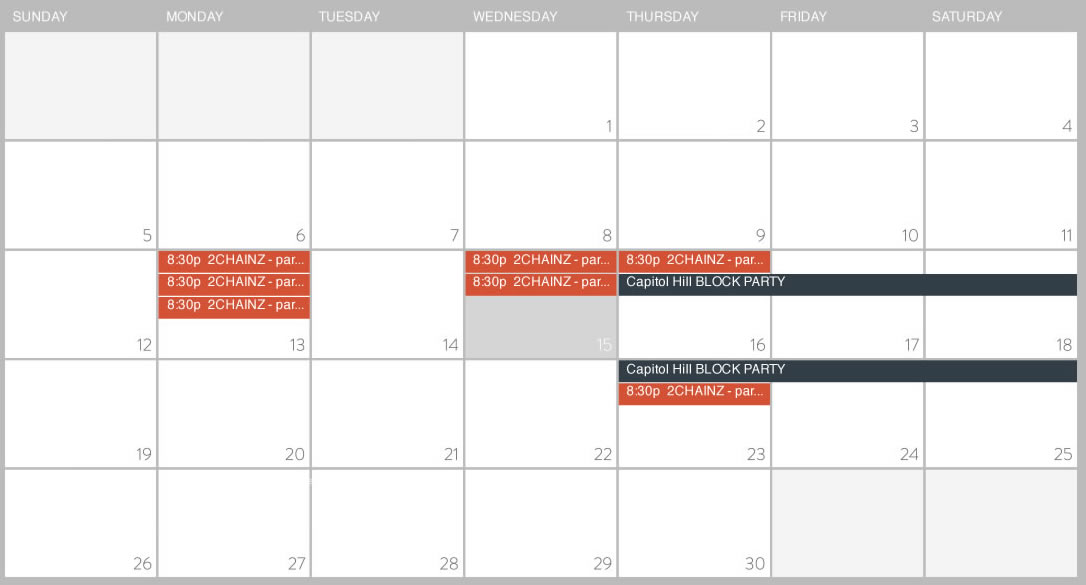 SUNDAY MONDAY TUESDAY WEDNESDAY THURSDAY FRIDAY SATURDAY
1 2 3 4
5 6 7 8 9 10 11
8:30p 2CHAINZ - par... 8:30p 2CHAINZ - par... 8:30p 2CHAINZ - par...
8:30p 2CHAINZ - par... 8:30p 2CHAINZ - par... Capitol Hill BLOCK PARTY
8:30p 2CHAINZ - par...
12 13 14 15 16 17 18
Capitol Hill BLOCK PARTY
8:30p 2CHAINZ - par...
19 20 21 22 23 24 25
26 27 28 29 30